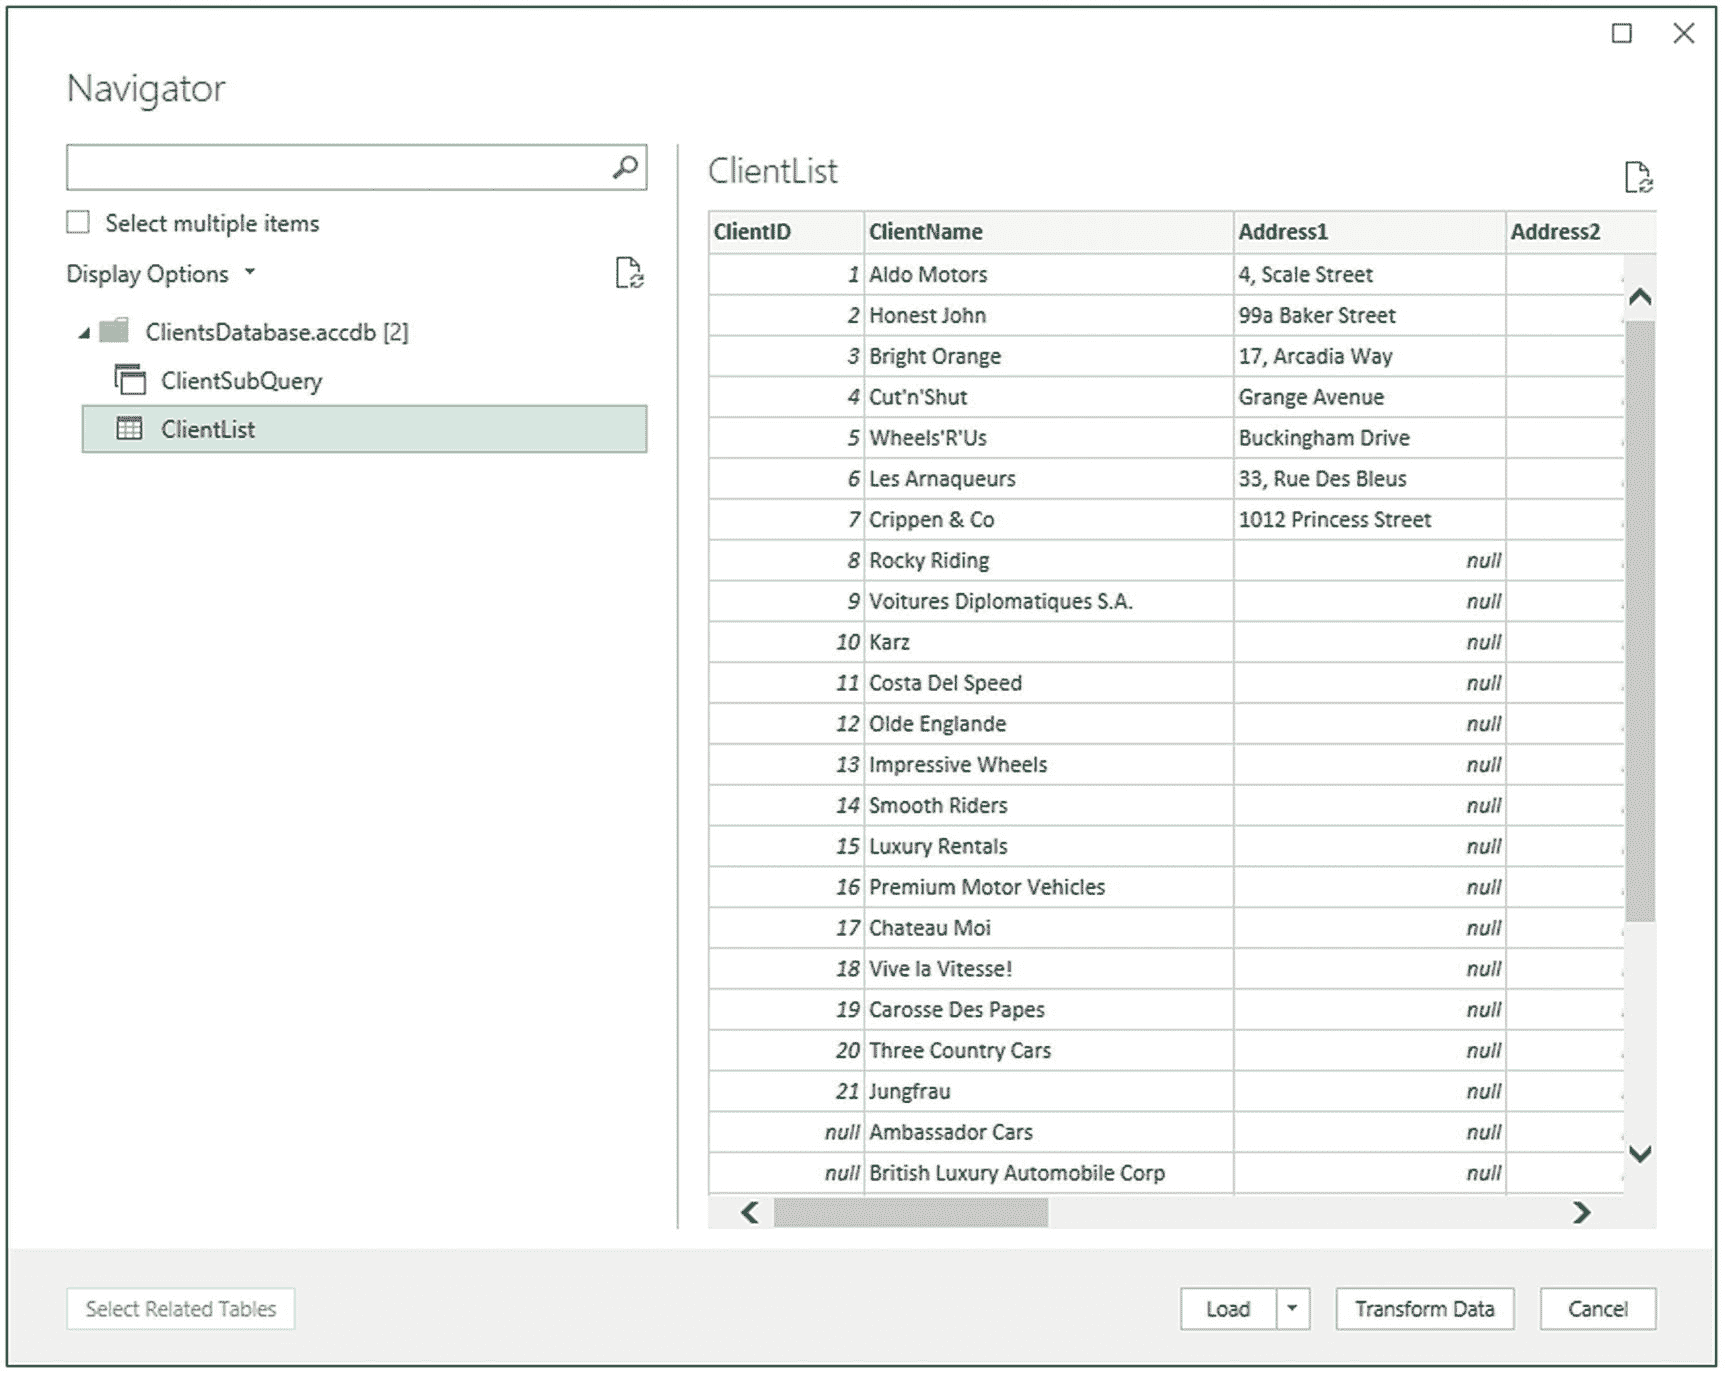 Navigator
Select multiple items
Display Options
ClientsDatabase.accdb [2]
ClientSubQuery
ClientList
ClientList
ClientID ClientName Address1 Address2
1 Aldo Motors 4, Scale Street
2 Honest John 99a Baker Street
3 Bright Orange 17, Arcadia Way
4 Cut'n'Shut Grange Avenue
5 Wheels'R'Us Buckingham Drive
6 Les Arnaqueurs 33, Rue Des Bleus
7 Crippen & Co 1012 Princess Street
8 Rocky Riding null
9 Voitures Diplomatiques S.A. null
10 Karz null
11 Costa Del Speed null
12 Olde Englande null
13 Impressive Wheels null
14 Smooth Riders null
15 Luxury Rentals null
16 Premium Motor Vehicles null
17 Chateau Moi null
18 Vive la Vitesse! null
19 Carosse Des Papes null
20 Three Country Cars null
21 Jungfrau null
null Ambassador Cars null
null British Luxury Automobile Corp null
Select Related Tables Load Transform Data Cancel